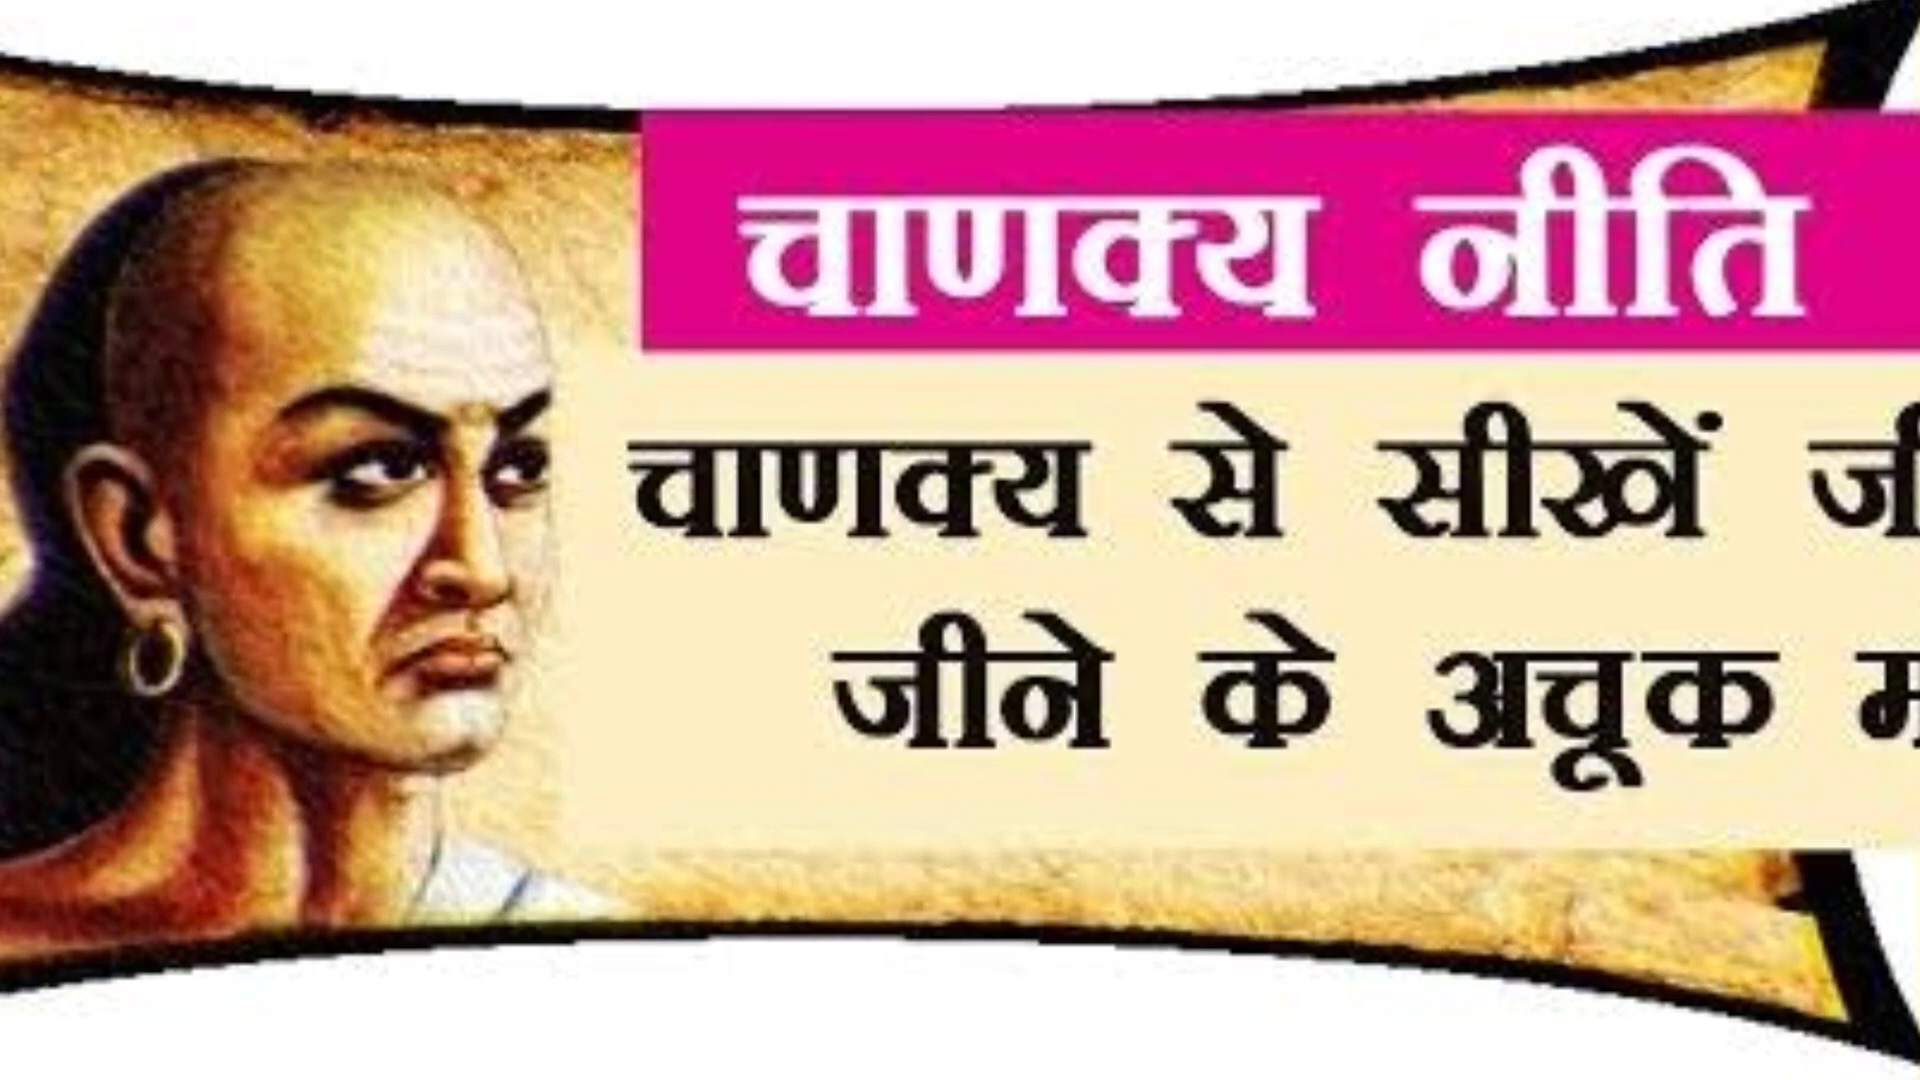 चाणक्य नीति
चाणक्य से सीखें
जीने के अचूक